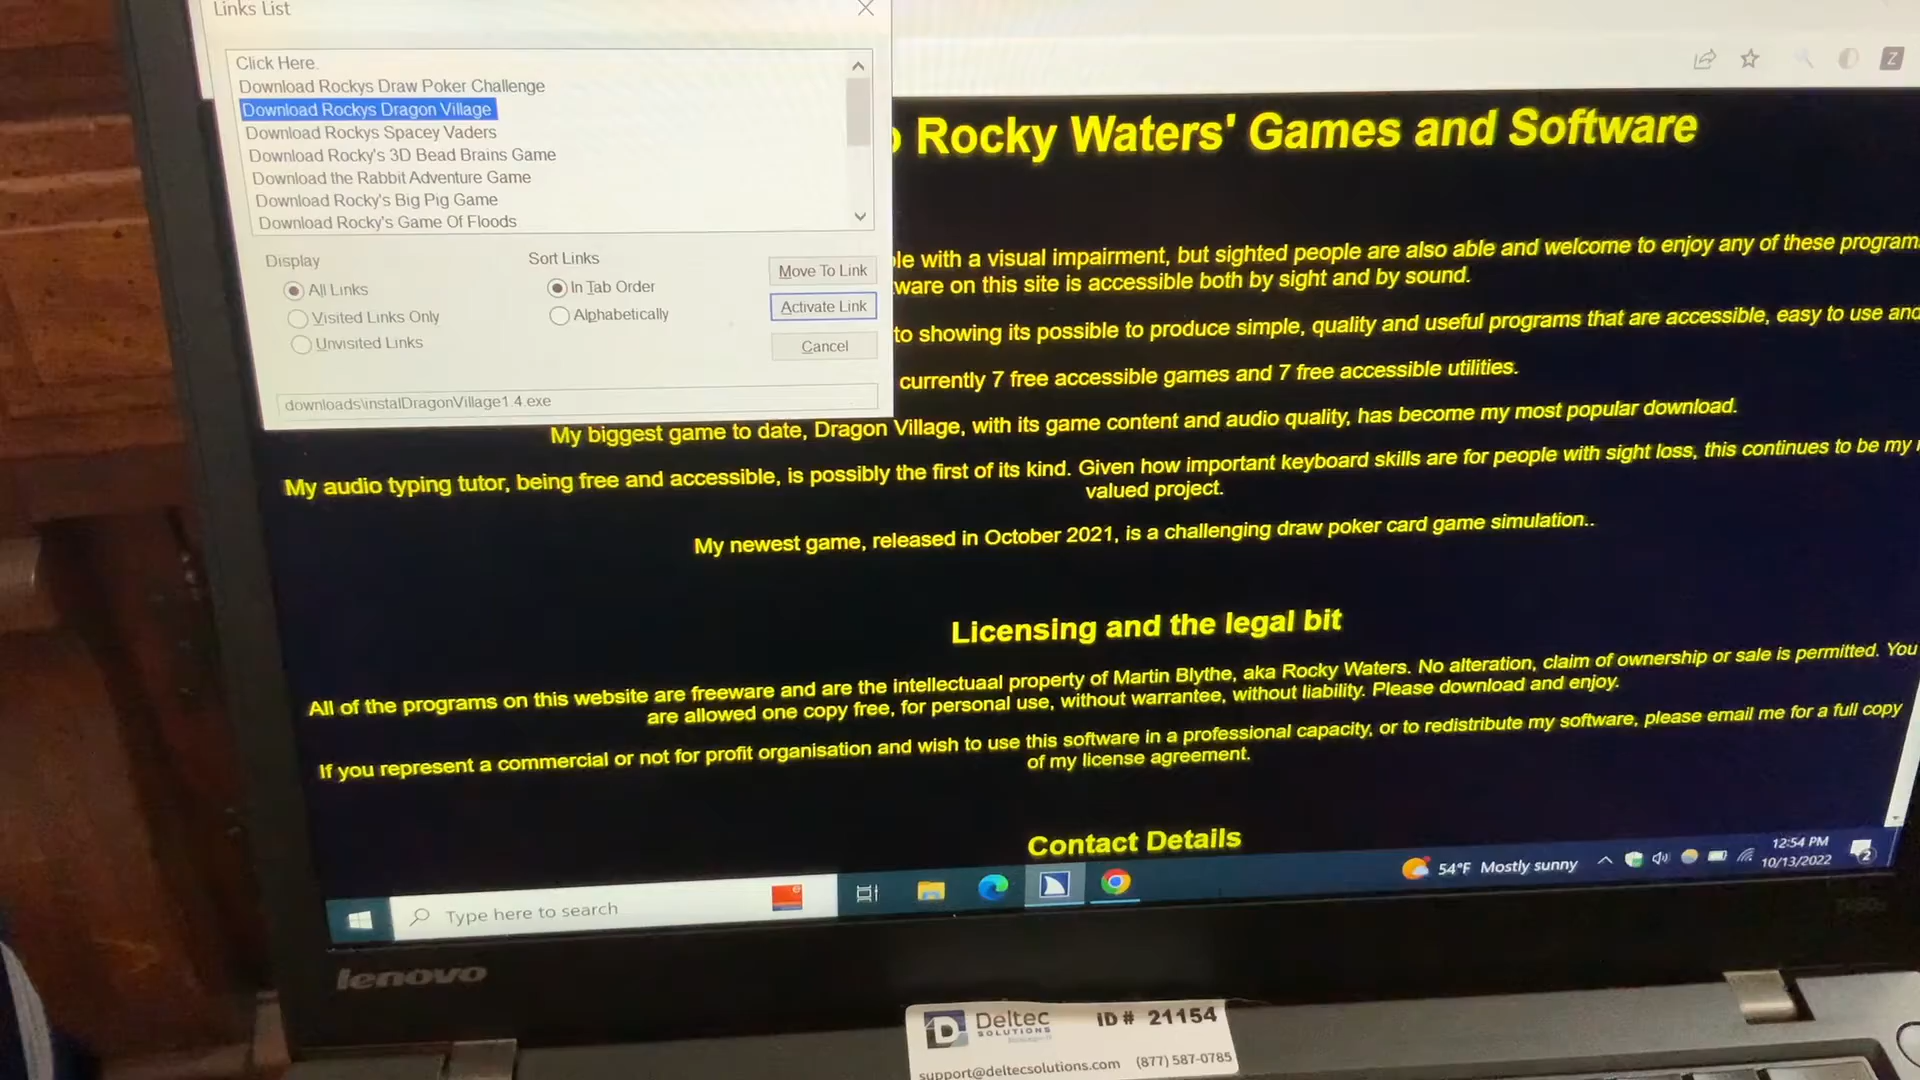 Links List
Click Here.
Download Rockys Draw Poker Challenge
Download Rockys Dragon Village
Download Rockys Spacey Vaders
Download Rocky's 3D Bead Brains Game
Download the Rabbit Adventure Game
Download Rocky's Big Pig Game
Download Rocky's Game Of Floods
Display
All Links
Visited Links Only
Unvisited Links
Sort Links
In Tab Order
Alphabetically
Move To Link
Activate Link
Cancel
downloads\instalDragonVillage1.4.exe
Z
Rocky Waters' Games and Software
with a visual impairment, but sighted people are also able and welcome to enjoy any of these
on this site is accessible both by sight and by sound.
to showing its possible to produce simple, quality and useful programs that are accessible, easy to use and
currently 7 free accessible games and 7 free accessible utilities.
My biggest game to date, Dragon Village, with its game content and audio quality, has become my most popular download.
My audio typing tutor, being free and accessible, is possibly the first of its kind. Given how important keyboard skills are for people with sight loss, this continues to be my
valued project.
My newest game, released in October 2021, is a challenging draw poker card game simulation..
Licensing and the legal bit
All of the programs on this website are freeware and are the intellectuaal property of Martin Blythe, aka Rocky Waters. No alteration, claim of ownership or sale is permitted. You
are allowed one copy free, for personal use, without warrantee, without liability. Please download and enjoy.
If you represent a commercial or not for profit organisation and wish to use this software in a professional capacity, or to redistribute my software, please email me for a full copy
of my license agreement.
Contact Details
Type here to search
54°F Mostly sunny
12:54 PM
10/13/2022
2
lenovo
Deltec
SOLUTIONS
ID # 21154
support@deltecsolutions.com (877) 587-0785